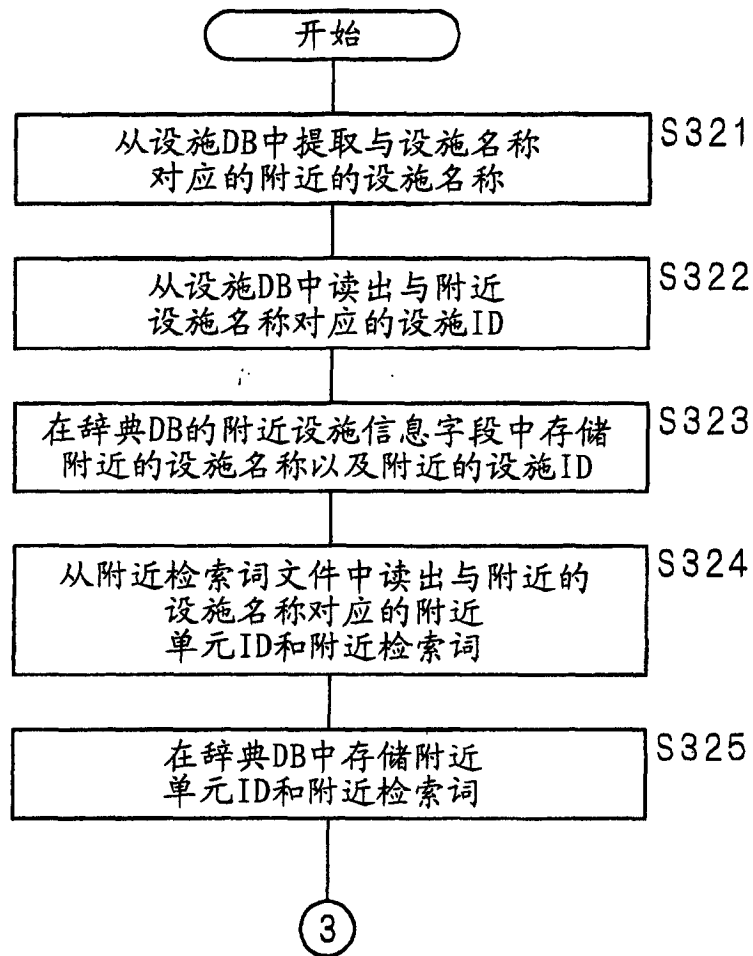 开始
从设施DB中提取与设施名称
对应的附近的设施名称
S321
从设施DB中读出与附近
设施名称对应的设施ID
S322
在辞典DB的附近设施信息字段中存储
附近的设施名称以及附近的设施ID
S323
从附近检索词文件中读出与附近的
设施名称对应的附近
单元ID和附近检索词
S324
在辞典DB中存储附近
单元ID和附近检索词
S325
3